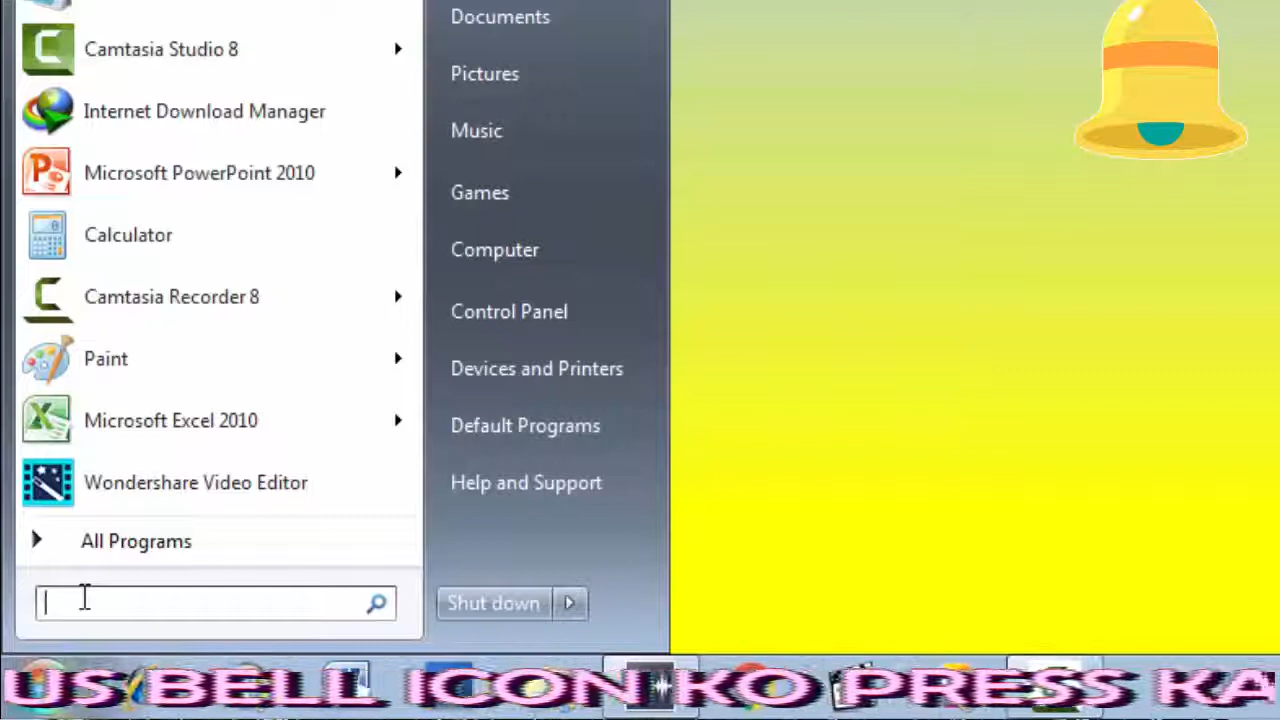 Camtasia Studio 8
Internet Download Manager
Microsoft PowerPoint 2010
Calculator
Camtasia Recorder 8
Paint
Microsoft Excel 2010
Wondershare Video Editor
All Programs
Documents
Pictures
Music
Games
Computer
Control Panel
Devices and Printers
Default Programs
Help and Support
Shut down
US BELL ICON KO PRESS KA